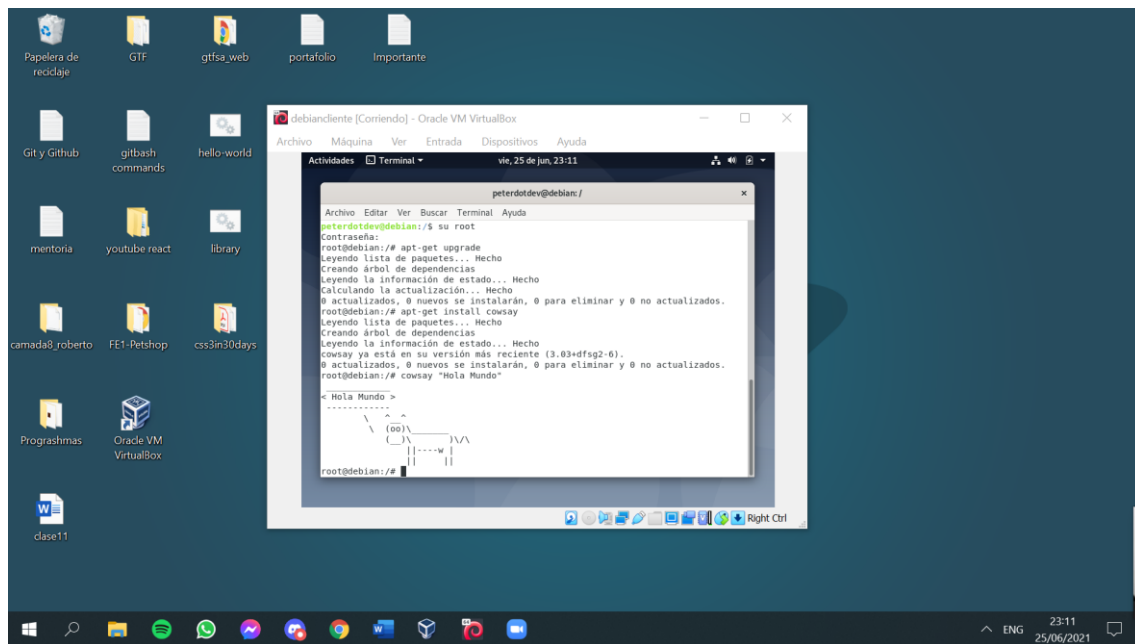 Papelera de reciclaje
GTF
gtfsa_web
portafolio
Importante
Git y Github
gitbash commands
hello-world
mentoria
youtube react
library
camada8_roberto
FE1-Petshop
css3in30days
Prograshmas
Oracle VM VirtualBox
clase11
debiancliente [Corriendo] - Oracle VM VirtualBox
Archivo Máquina Ver Entrada Dispositivos Ayuda
Actividades Terminal vie, 25 de jun, 23:11
peterdotdev@debian: /
Archivo Editar Ver Buscar Terminal Ayuda
peterdotdev@debian:/$ su root
Contraseña:
root@debian:/# apt-get upgrade
Leyendo lista de paquetes... Hecho
Creando árbol de dependencias
Leyendo la información de estado... Hecho
Calculando la actualización... Hecho
0 actualizados, 0 nuevos se instalarán, 0 para eliminar y 0 no actualizados.
root@debian:/# apt-get install cowsay
Leyendo lista de paquetes... Hecho
Creando árbol de dependencias
Leyendo la información de estado... Hecho
cowsay ya está en su versión más reciente (3.03+dfsg2-6).
0 actualizados, 0 nuevos se instalarán, 0 para eliminar y 0 no actualizados.
root@debian:/# cowsay "Hola Mundo"
 ____________
< Hola Mundo >
 ------------
        \   ^__^
         \  (oo)\_______
            (__)\       )\/\
                ||----w |
                ||     ||
root@debian:/#
Right Ctrl
ENG
23:11
25/06/2021